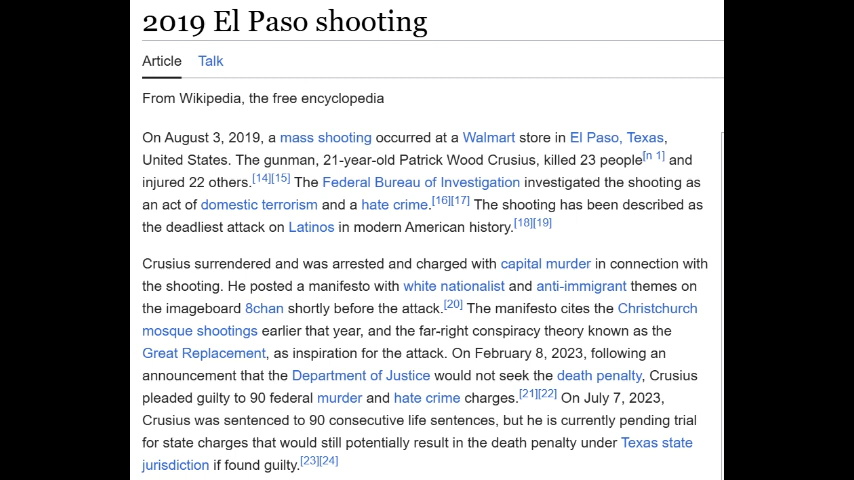 2019 El Paso shooting
Article Talk
From Wikipedia, the free encyclopedia
On August 3, 2019, a mass shooting occurred at a Walmart store in El Paso, Texas,
United States. The gunman, 21-year-old Patrick Wood Crusius, killed 23 people[n 1] and
injured 22 others.[14][15] The Federal Bureau of Investigation investigated the shooting as
an act of domestic terrorism and a hate crime.[16][17] The shooting has been described as
the deadliest attack on Latinos in modern American history.[18][19]
Crusius surrendered and was arrested and charged with capital murder in connection with
the shooting. He posted a manifesto with white nationalist and anti-immigrant themes on
the imageboard 8chan shortly before the attack.[20] The manifesto cites the Christchurch
mosque shootings earlier that year, and the far-right conspiracy theory known as the
Great Replacement, as inspiration for the attack. On February 8, 2023, following an
announcement that the Department of Justice would not seek the death penalty, Crusius
pleaded guilty to 90 federal murder and hate crime charges.[21][22] On July 7, 2023,
Crusius was sentenced to 90 consecutive life sentences, but he is currently pending trial
for state charges that would still potentially result in the death penalty under Texas state
jurisdiction if found guilty.[23][24]